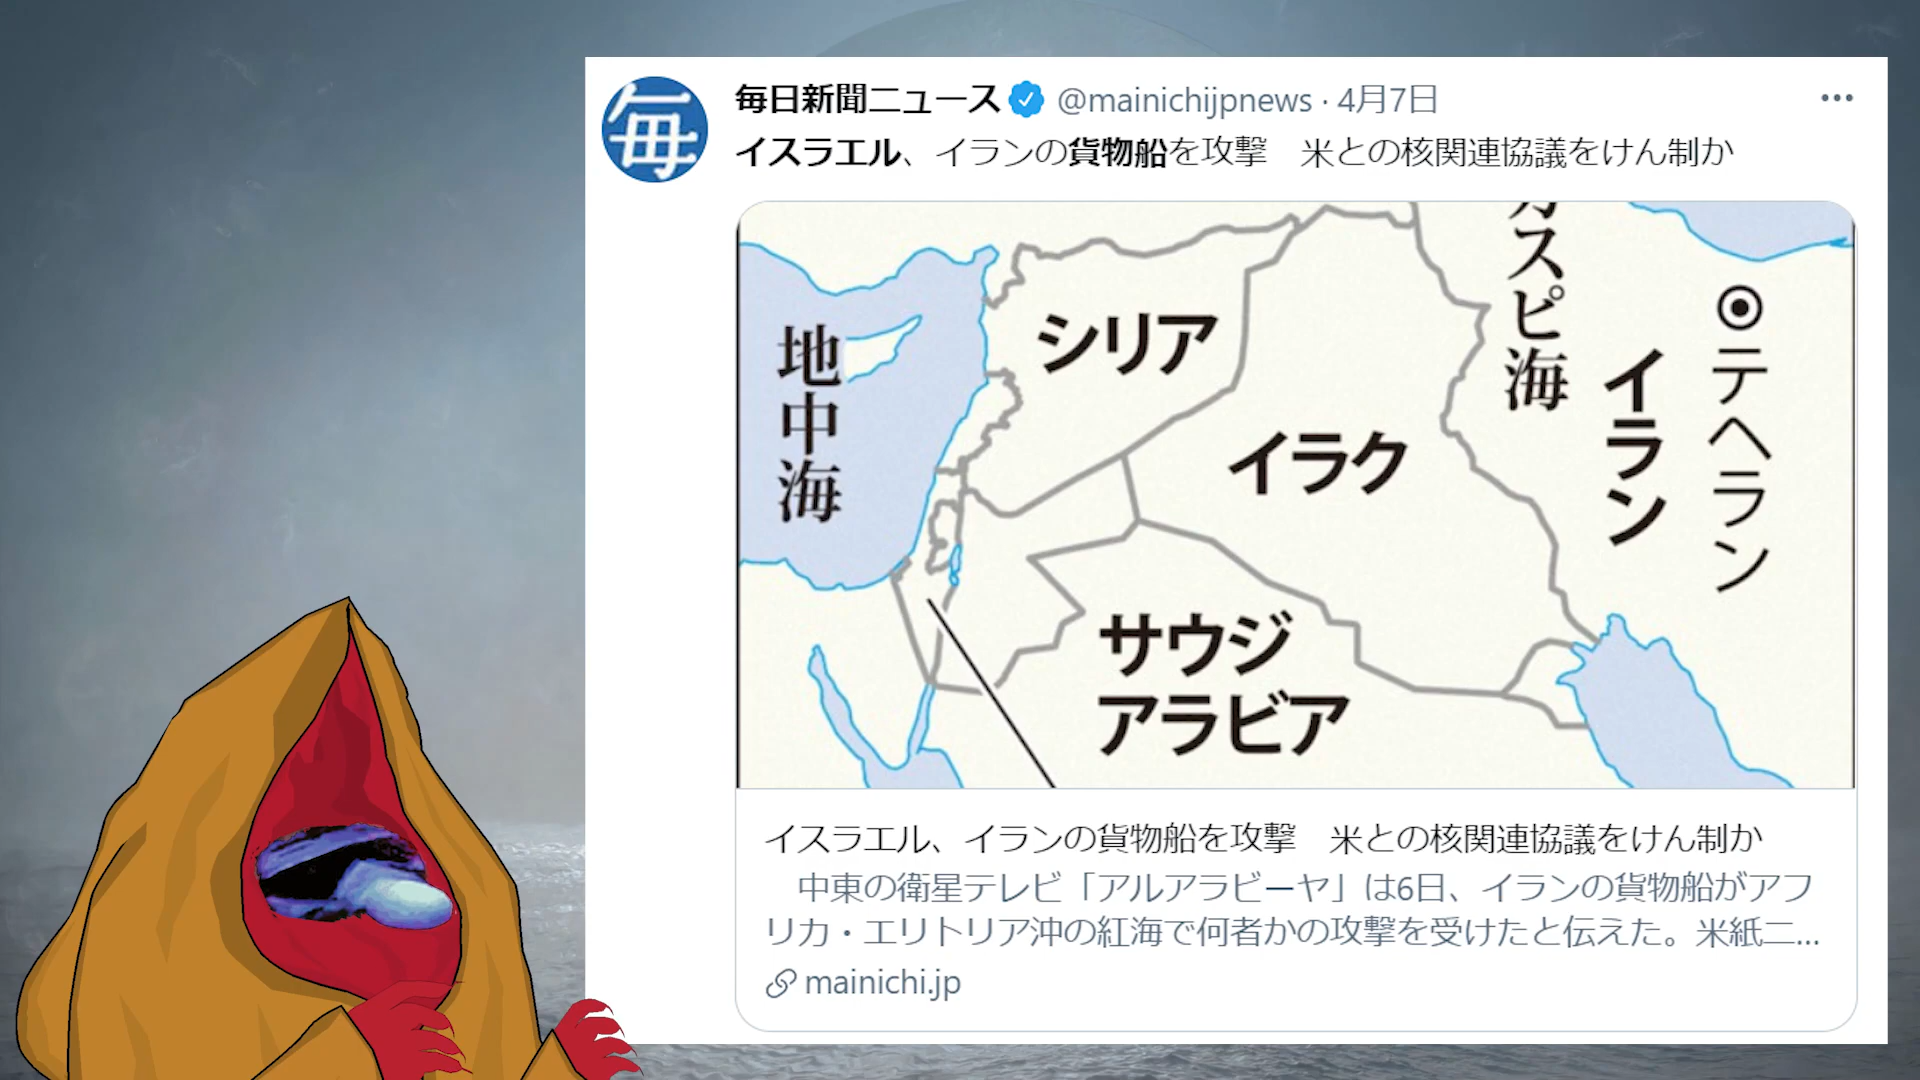 毎
毎日新聞ニュース @mainichijpnews · 4月7日
イスラエル、イランの貨物船を攻撃　米との核関連協議をけん制か
カスピ海
テヘラン
シリア
地中海
イラン
イラク
サウジ
アラビア
イスラエル、イランの貨物船を攻撃　米との核関連協議をけん制か
中東の衛星テレビ「アルアラビーヤ」は6日、イランの貨物船がアフ
リカ・エリトリア沖の紅海で何者かの攻撃を受けたと伝えた。米紙ニ...
mainichi.jp